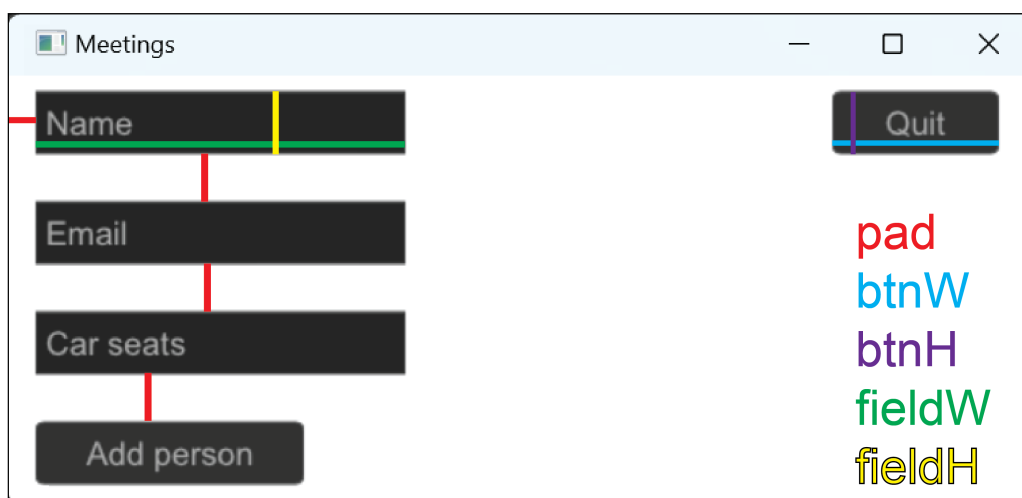 Meetings
Name
Quit
Email
pad
btnW
Car seats
btnH
fieldW
Add person
fieldH